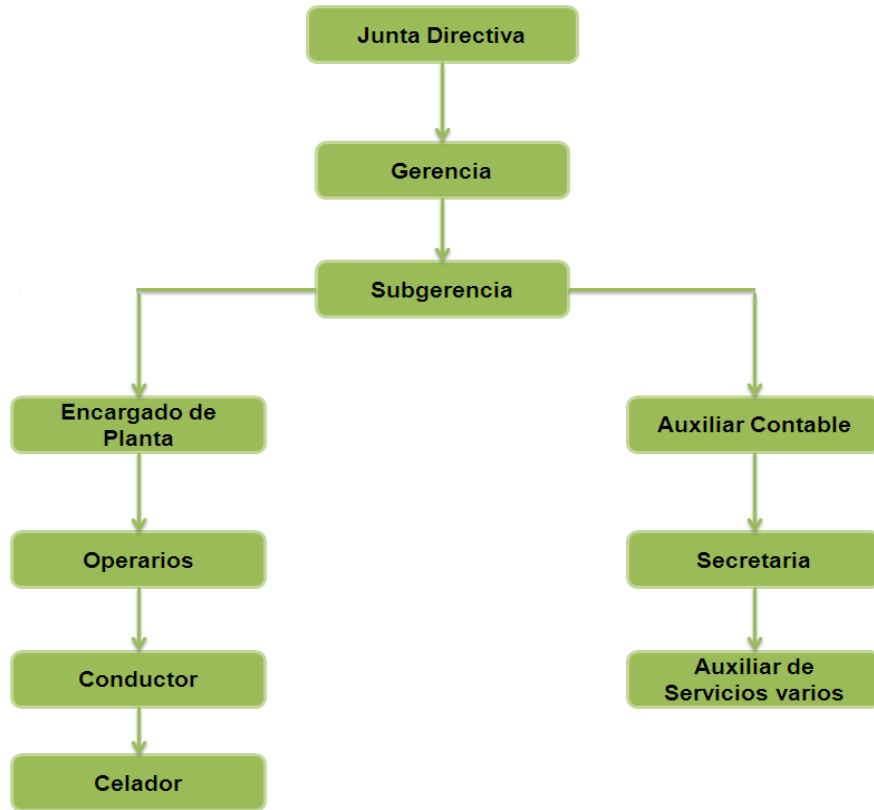 Junta Directiva
Gerencia
Subgerencia
Encargado de
Planta
Auxiliar Contable
Operarios
Secretaria
Conductor
Auxiliar de
Servicios varios
Celador